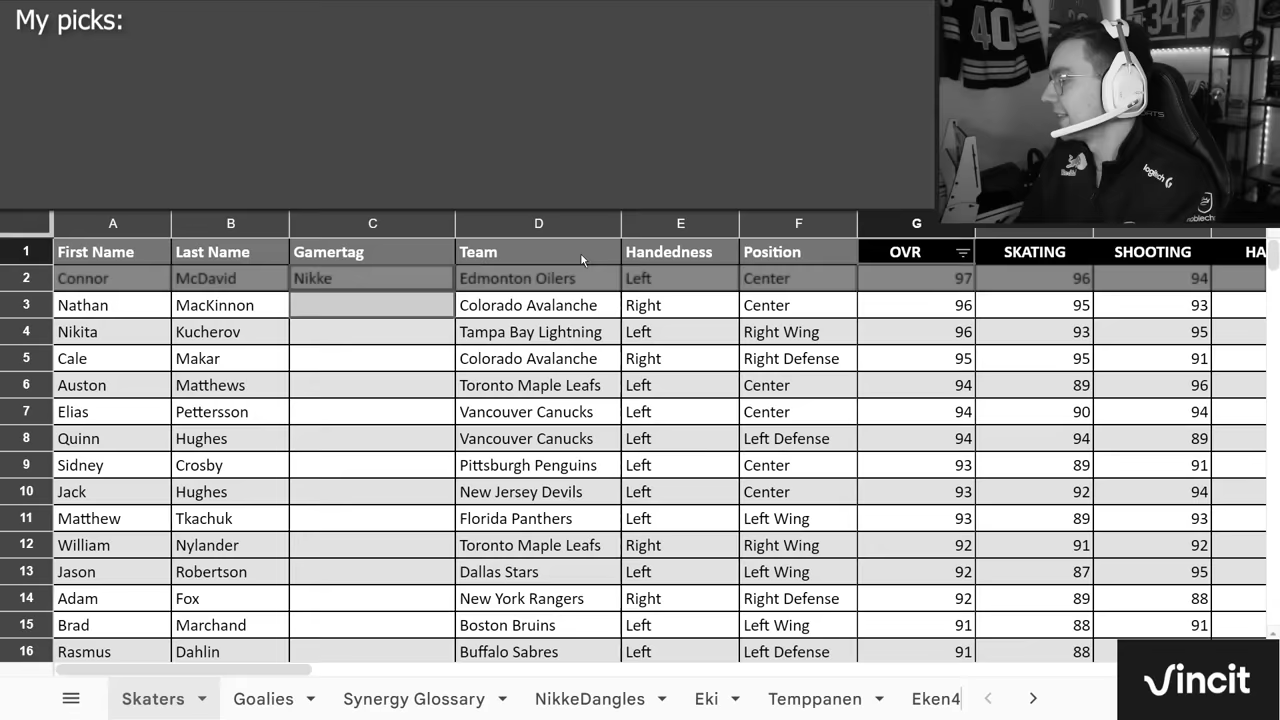 My picks:
40
34
logitech G
A B C D E F G
1 First Name Last Name Gamertag Team Handedness Position OVR SKATING SHOOTING HA
2 Connor McDavid Nikke Edmonton Oilers Left Center 97 96 94
3 Nathan MacKinnon Colorado Avalanche Right Center 96 95 93
4 Nikita Kucherov Tampa Bay Lightning Left Right Wing 96 93 95
5 Cale Makar Colorado Avalanche Right Right Defense 95 95 91
6 Auston Matthews Toronto Maple Leafs Left Center 94 89 96
7 Elias Pettersson Vancouver Canucks Left Center 94 90 94
8 Quinn Hughes Vancouver Canucks Left Left Defense 94 94 89
9 Sidney Crosby Pittsburgh Penguins Left Center 93 89 91
10 Jack Hughes New Jersey Devils Left Center 93 92 94
11 Matthew Tkachuk Florida Panthers Left Left Wing 93 89 93
12 William Nylander Toronto Maple Leafs Right Right Wing 92 91 92
13 Jason Robertson Dallas Stars Left Left Wing 92 87 95
14 Adam Fox New York Rangers Right Right Defense 92 89 88
15 Brad Marchand Boston Bruins Left Left Wing 91 88 91
16 Rasmus Dahlin Buffalo Sabres Left Left Defense 91 88
Vincit
Skaters Goalies Synergy Glossary NikkeDangles Eki Temppanen Eken4